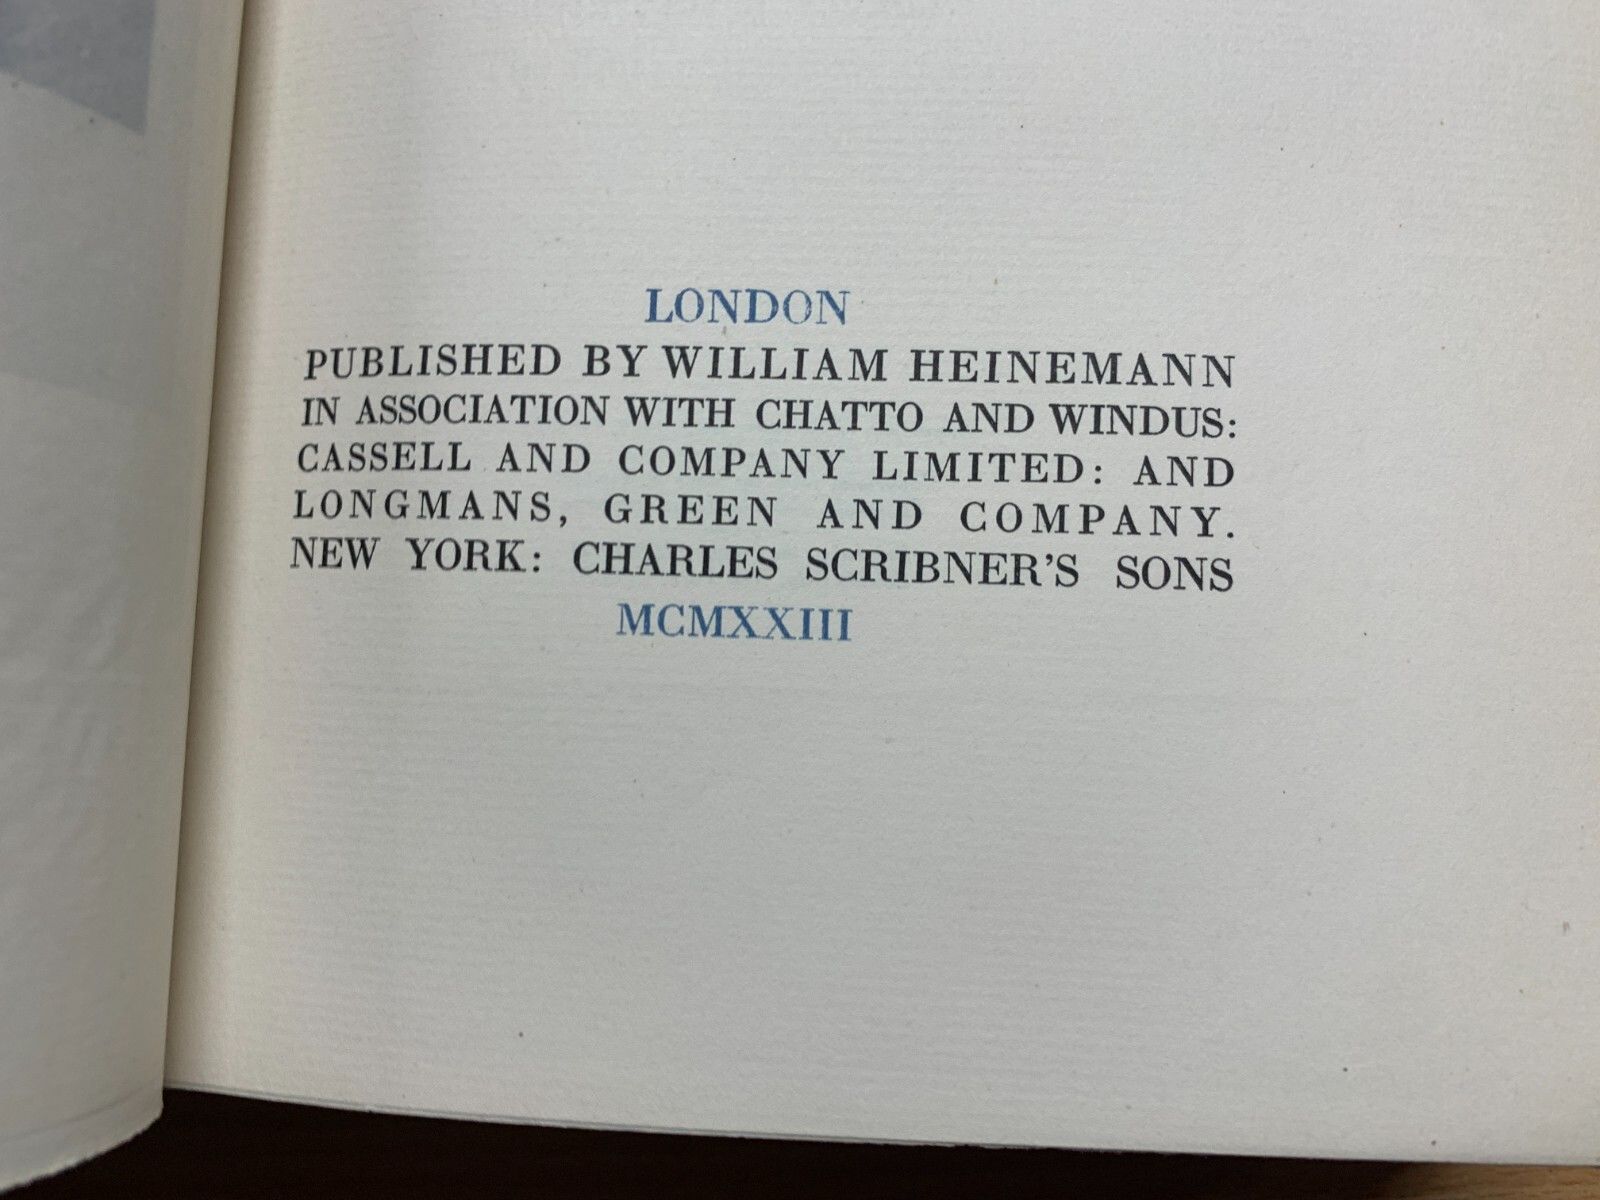 LONDON
PUBLISHED BY WILLIAM HEINEMANN
IN ASSOCIATION WITH CHATTO AND WINDUS:
CASSELL AND COMPANY LIMITED: AND
LONGMANS, GREEN AND COMPANY.
NEW YORK: CHARLES SCRIBNER'S SONS
MCMXXIII